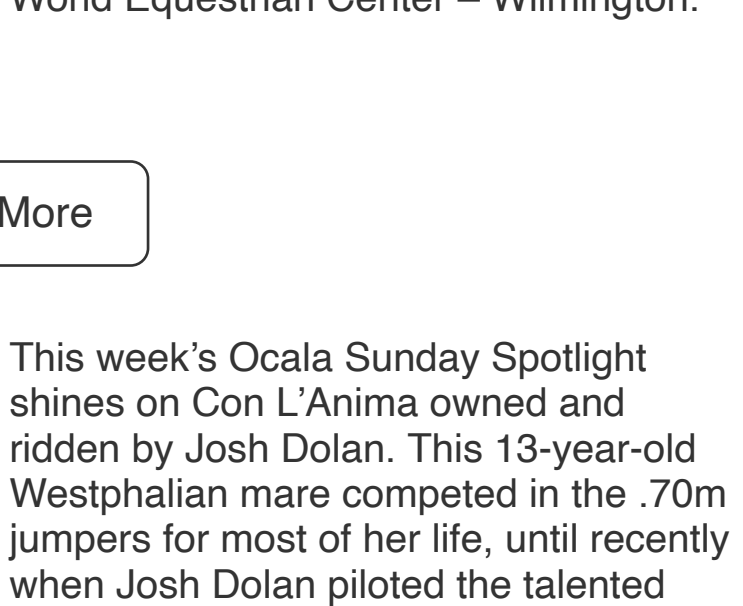 World Equestrian Center – Wilmington.
More
This week’s Ocala Sunday Spotlight
shines on Con L’Anima owned and
ridden by Josh Dolan. This 13-year-old
Westphalian mare competed in the .70m
jumpers for most of her life, until recently
when Josh Dolan piloted the talented